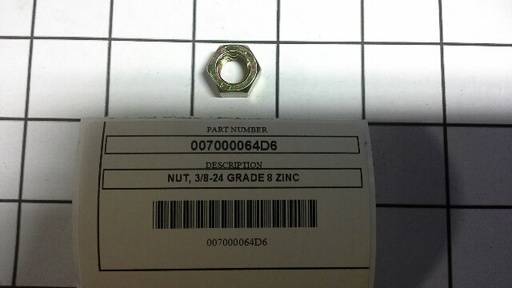 PART NUMBER
007000064D6
DESCRIPTION
NUT, 3/8-24 GRADE 8 ZINC
007000064D6